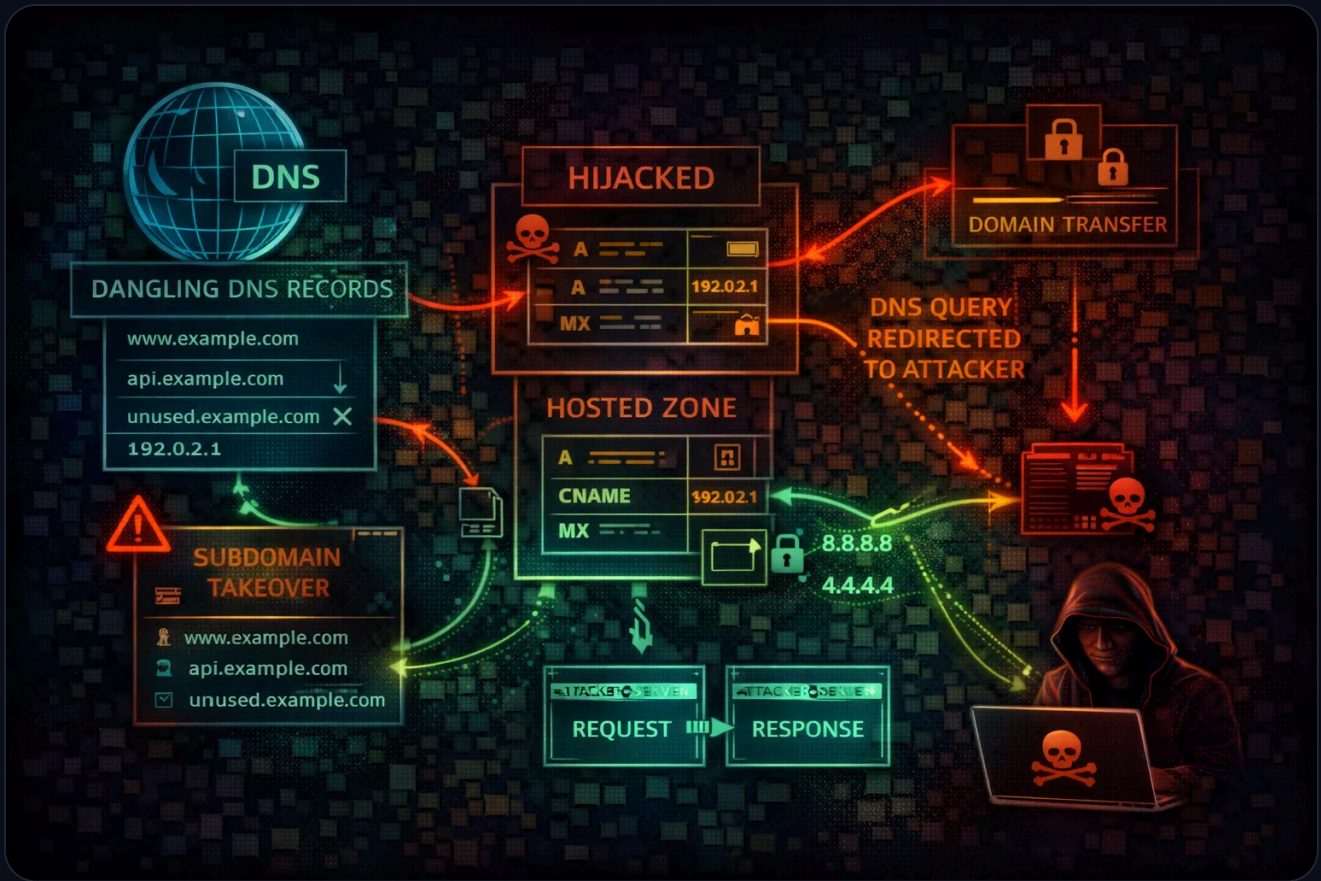 DNS
DANGLING DNS RECORDS
www.example.com
api.example.com
unused.example.com
192.0.2.1
SUBDOMAIN
TAKEOVER
www.example.com
api.example.com
unused.example.com
HIJACKED
A
A 192.02.1
MX
HOSTED ZONE
A
CNAME 192.02.1
MX
REQUEST
RESPONSE
DOMAIN TRANSFER
DNS QUERY
REDIRECTED
TO ATTACKER
8.8.8.8
4.4.4.4